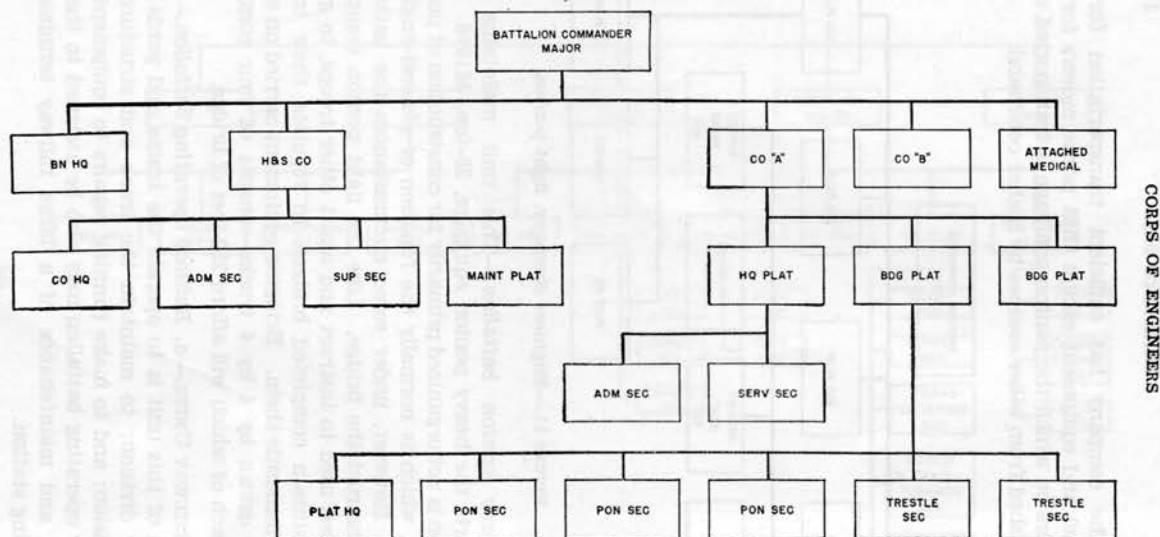 BATTALION COMMANDER
MAJOR
BN HQ
H&S CO
CO "A"
CO "B"
ATTACHED
MEDICAL
CO HQ
ADM SEC
SUP SEC
MAINT PLAT
HQ PLAT
BDG PLAT
BDG PLAT
ADM SEC
SERV SEC
PLAT HQ
PON SEC
PON SEC
PON SEC
TRESTLE
SEC
TRESTLE
SEC
CORPS OF ENGINEERS